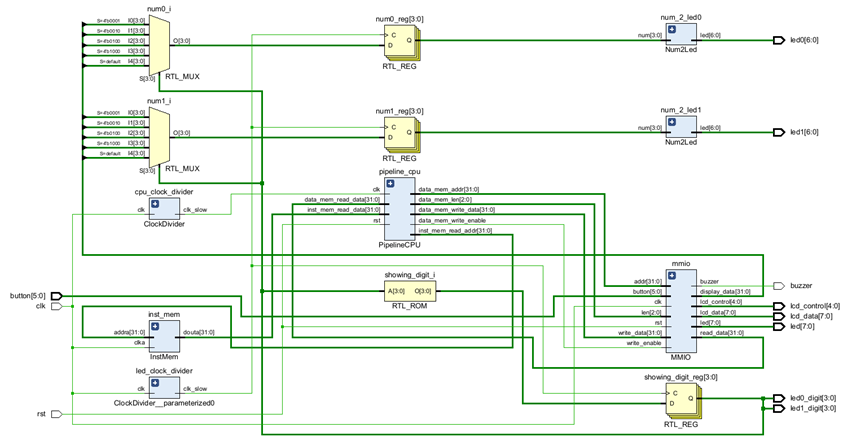 num0_i
S=4'b0001 I0[3:0]
S=4'b0010 I1[3:0]
S=4'b0100 I2[3:0] O[3:0]
S=4'b1000 I3[3:0]
S=default I4[3:0]
S[3:0] RTL_MUX
num0_reg[3:0]
C
D Q
RTL_REG
num_2_led0
num[3:0] led[6:0]
Num2Led
led0[6:0]
num1_i
S=4'b0001 I0[3:0]
S=4'b0010 I1[3:0]
S=4'b0100 I2[3:0] O[3:0]
S=4'b1000 I3[3:0]
S=default I4[3:0]
S[3:0] RTL_MUX
num1_reg[3:0]
C
D Q
RTL_REG
num_2_led1
num[3:0] led[6:0]
Num2Led
led1[6:0]
cpu_clock_divider
clk clk_slow
ClockDivider
pipeline_cpu
clk data_mem_addr[31:0]
data_mem_read_data[31:0] data_mem_len[2:0]
inst_mem_read_data[31:0] data_mem_write_data[31:0]
rst data_mem_write_enable
inst_mem_read_addr[31:0]
PipelineCPU
showing_digit_i
A[3:0] O[3:0]
RTL_ROM
mmio
addr[31:0] buzzer
button[5:0] display_data[31:0]
clk lcd_control[4:0]
len[2:0] lcd_data[7:0]
rst led[7:0]
write_data[31:0] read_data[31:0]
write_enable
MMIO
buzzer
lcd_control[4:0]
lcd_data[7:0]
led[7:0]
button[5:0]
clk
inst_mem
addra[31:0] douta[31:0]
clka
InstMem
led_clock_divider
clk clk_slow
ClockDivider__parameterized0
rst
showing_digit_reg[3:0]
C
D Q
RTL_REG
led0_digit[3:0]
led1_digit[3:0]